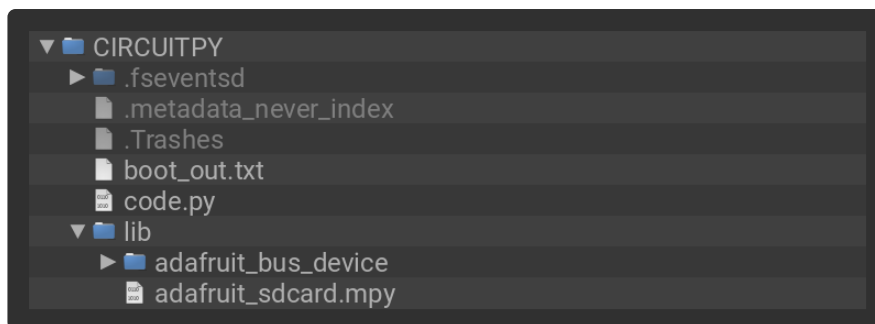 CIRCUITPY
.fseventsd
.metadata_never_index
.Trashes
boot_out.txt
code.py
lib
adafruit_bus_device
adafruit_sdcard.mpy